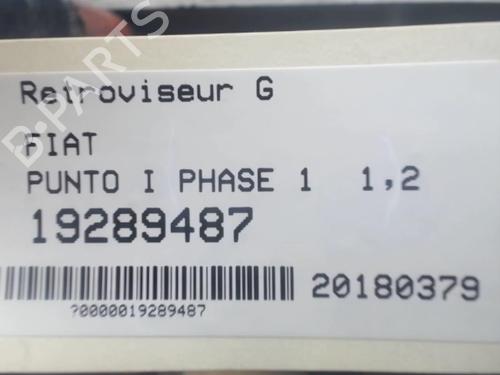 Retroviseur G
FIAT
PUNTO I PHASE 1 1,2
19289487
20180379
?0000019289487
B-PARTS